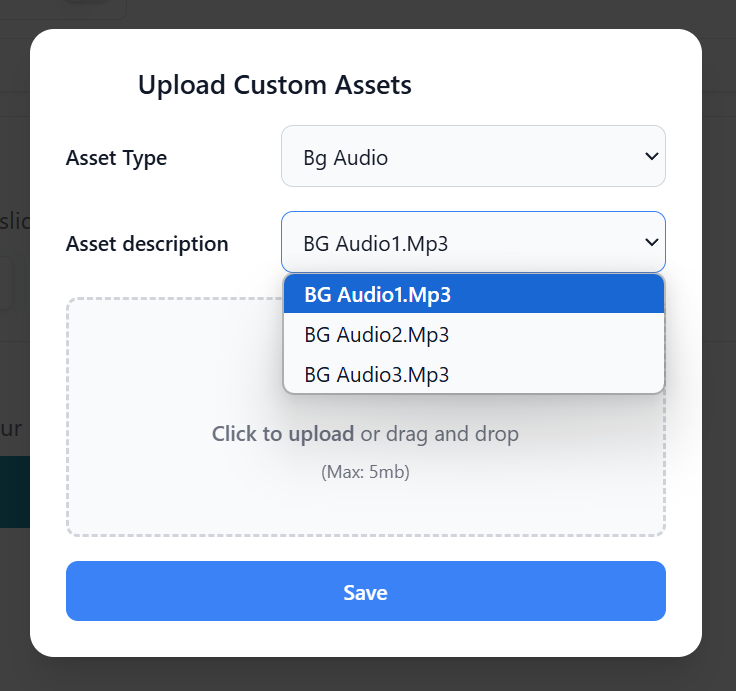 Upload Custom Assets
Asset Type
Bg Audio
slic
Asset description
BG Audio1.Mp3
BG Audio1.Mp3
BG Audio2.Mp3
BG Audio3.Mp3
ur
Click to upload or drag and drop
(Max: 5mb)
Save